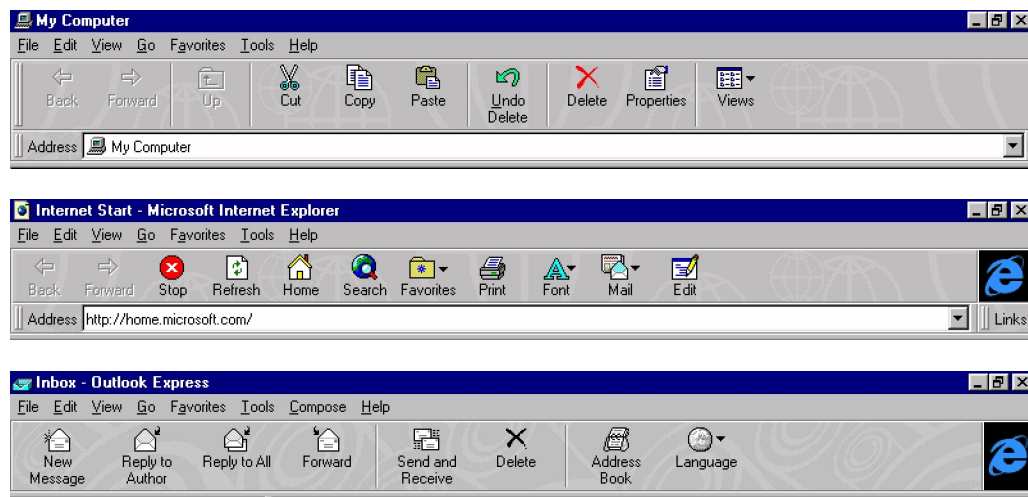 My Computer
File Edit View Go Favorites Tools Help
Back Forward Up Cut Copy Paste Undo Delete Delete Properties Views
Address My Computer
Internet Start - Microsoft Internet Explorer
File Edit View Go Favorites Tools Help
Back Forward Stop Refresh Home Search Favorites Print Font Mail Edit
Address http://home.microsoft.com/ Links
Inbox - Outlook Express
File Edit View Go Favorites Tools Compose Help
New Message Reply to Author Reply to All Forward Send and Receive Delete Address Book Language